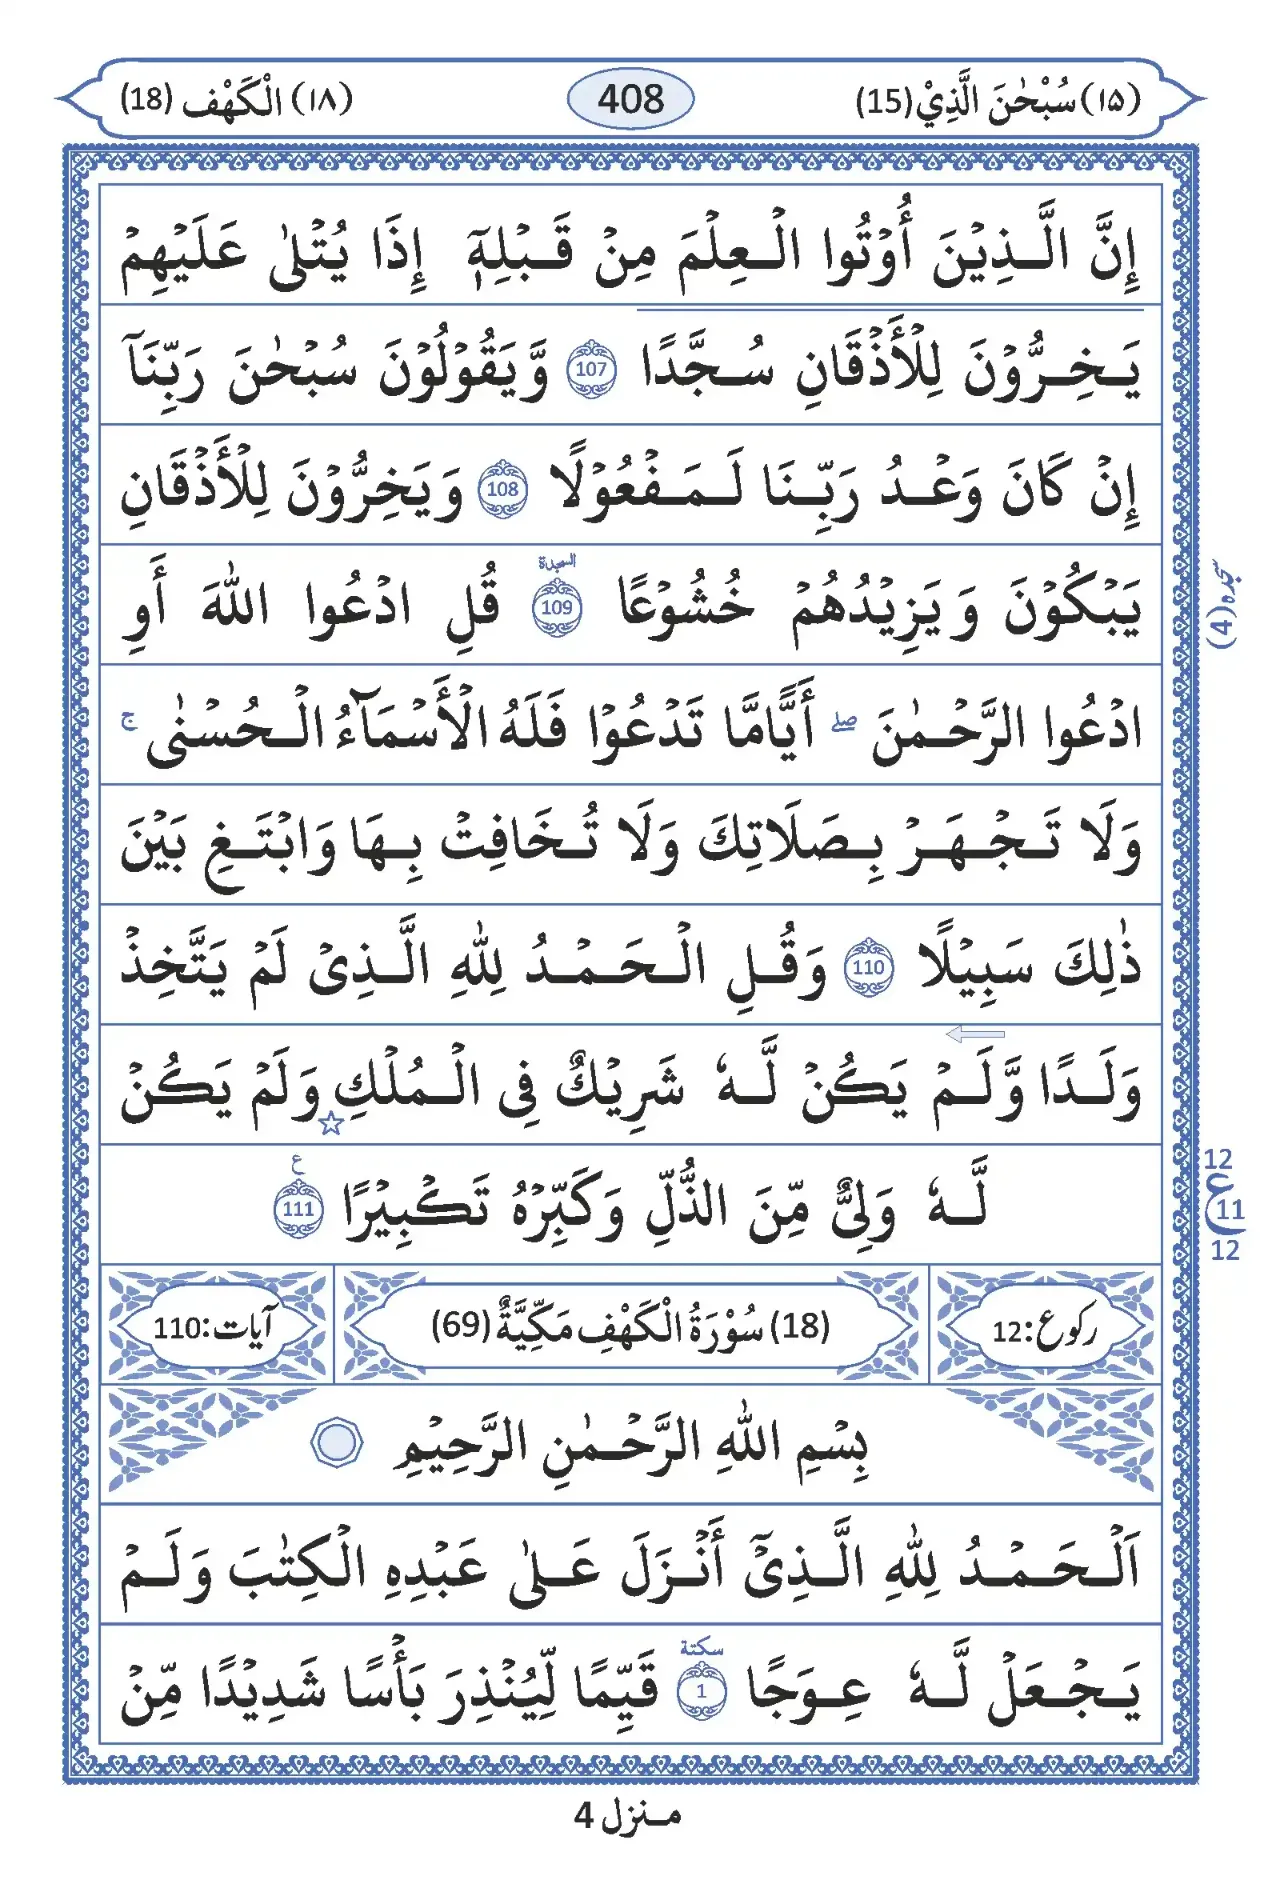 (۱۵) سُبْحٰنَ الَّذِيْ (15)
408
(۱۸) الْكَهْف (18)
إِنَّ الَّذِيْنَ أُوْتُوا الْعِلْمَ مِنْ قَبْلِهٖٓ إِذَا يُتْلٰى عَلَيْهِمْ
يَخِرُّوْنَ لِلْأَذْقَانِ سُجَّدًا 107 وَّيَقُوْلُوْنَ سُبْحٰنَ رَبِّنَآ
إِنْ كَانَ وَعْدُ رَبِّنَا لَمَفْعُوْلًا 108 وَيَخِرُّوْنَ لِلْأَذْقَانِ
يَبْكُوْنَ وَيَزِيْدُهُمْ خُشُوْعًا 109 السجدة قُلِ ادْعُوا اللّٰهَ أَوِ
سجدہ (4)
ادْعُوا الرَّحْمٰنَ ۖ أَيًّامَّا تَدْعُوْا فَلَهُ الْأَسْمَآءُ الْحُسْنٰى ۚ
وَلَا تَجْهَرْ بِصَلَاتِكَ وَلَا تُخَافِتْ بِهَا وَابْتَغِ بَيْنَ
ذٰلِكَ سَبِيْلًا 110 وَقُلِ الْحَمْدُ لِلّٰهِ الَّذِىْ لَمْ يَتَّخِذْ
وَلَدًا وَّلَمْ يَكُنْ لَّهٗ شَرِيْكٌ فِى الْمُلْكِ وَلَمْ يَكُنْ
لَّهٗ وَلِىٌّ مِّنَ الذُّلِّ وَكَبِّرْهُ تَكْبِيْرًا 111 ع
12
ع 11
12
رکوع:12
(18) سُوْرَةُ الْكَهْفِ مَكِّيَّةٌ (69)
آیات:110
بِسْمِ اللّٰهِ الرَّحْمٰنِ الرَّحِيْمِ
اَلْحَمْدُ لِلّٰهِ الَّذِىْٓ أَنْزَلَ عَلٰى عَبْدِهِ الْكِتٰبَ وَلَمْ
يَجْعَلْ لَّهٗ عِوَجًا 1 سكتة قَيِّمًا لِّيُنْذِرَ بَأْسًا شَدِيْدًا مِّنْ
منزل 4